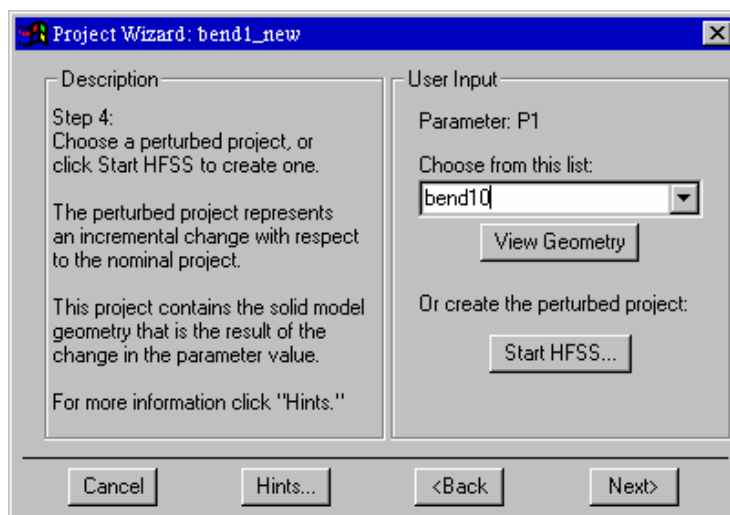 Project Wizard: bend1_new
Description
Step 4:
Choose a perturbed project, or
click Start HFSS to create one.
The perturbed project represents
an incremental change with respect
to the nominal project.
This project contains the solid model
geometry that is the result of the
change in the parameter value.
For more information click "Hints."
User Input
Parameter: P1
Choose from this list:
bend10
View Geometry
Or create the perturbed project:
Start HFSS...
Cancel
Hints...
<Back
Next>